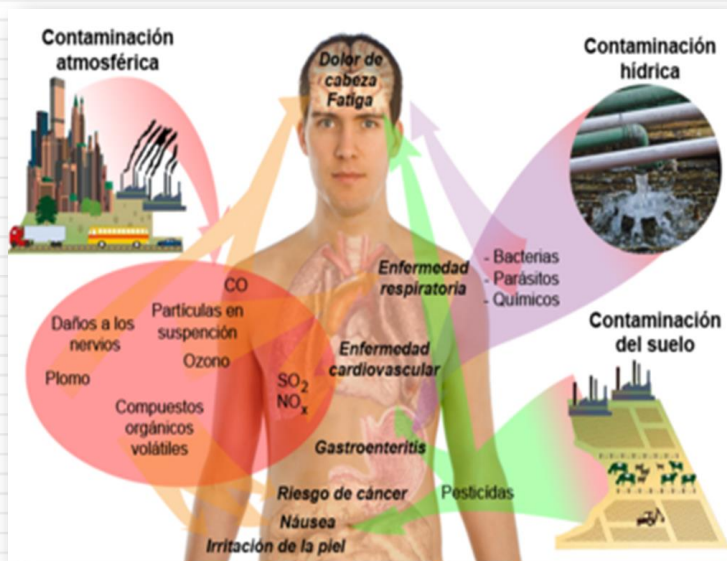 Contaminación
atmosférica
Dolor de
cabeza
Fatiga
Contaminación
hídrica
Enfermedad
respiratoria
- Bacterias
- Parásitos
- Químicos
CO
Partículas en
suspención
Daños a los
nervios
Ozono
Plomo
SO2
NOx
Compuestos
orgánicos
volátiles
Enfermedad
cardiovascular
Contaminación
del suelo
Gastroenteritis
Riesgo de cáncer
Pesticidas
Náusea
Irritación de la piel